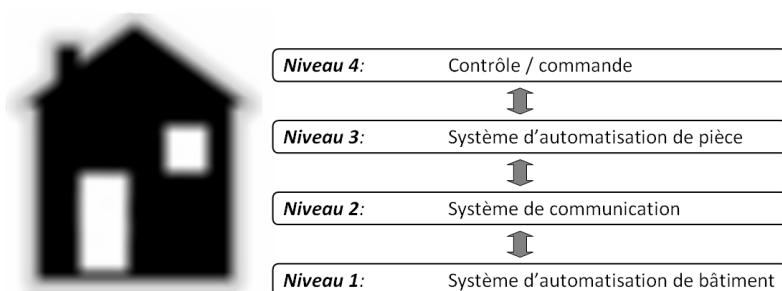 Niveau 4: Contrôle / commande
Niveau 3: Système d'automatisation de pièce
Niveau 2: Système de communication
Niveau 1: Système d'automatisation de bâtiment